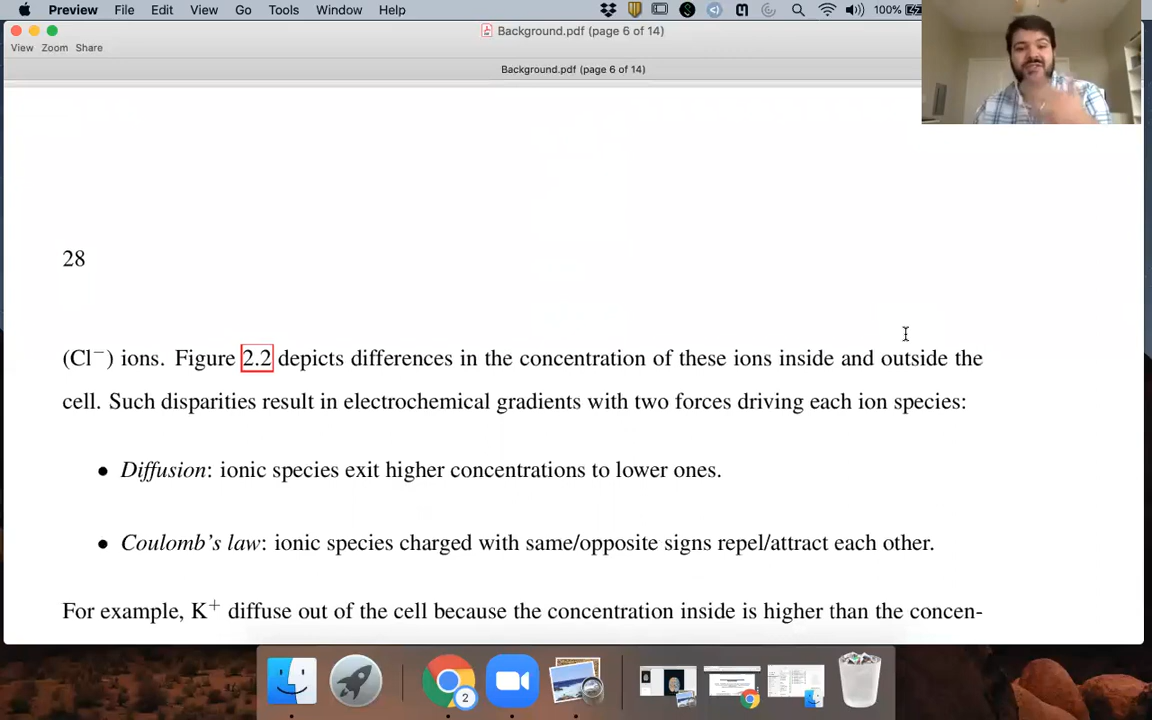 Preview File Edit View Go Tools Window Help 100%
Background.pdf (page 6 of 14)
View Zoom Share
Background.pdf (page 6 of 14)
28
(Cl⁻) ions. Figure 2.2 depicts differences in the concentration of these ions inside and outside the
cell. Such disparities result in electrochemical gradients with two forces driving each ion species:
• Diffusion: ionic species exit higher concentrations to lower ones.
• Coulomb's law: ionic species charged with same/opposite signs repel/attract each other.
For example, K⁺ diffuse out of the cell because the concentration inside is higher than the concen-
2